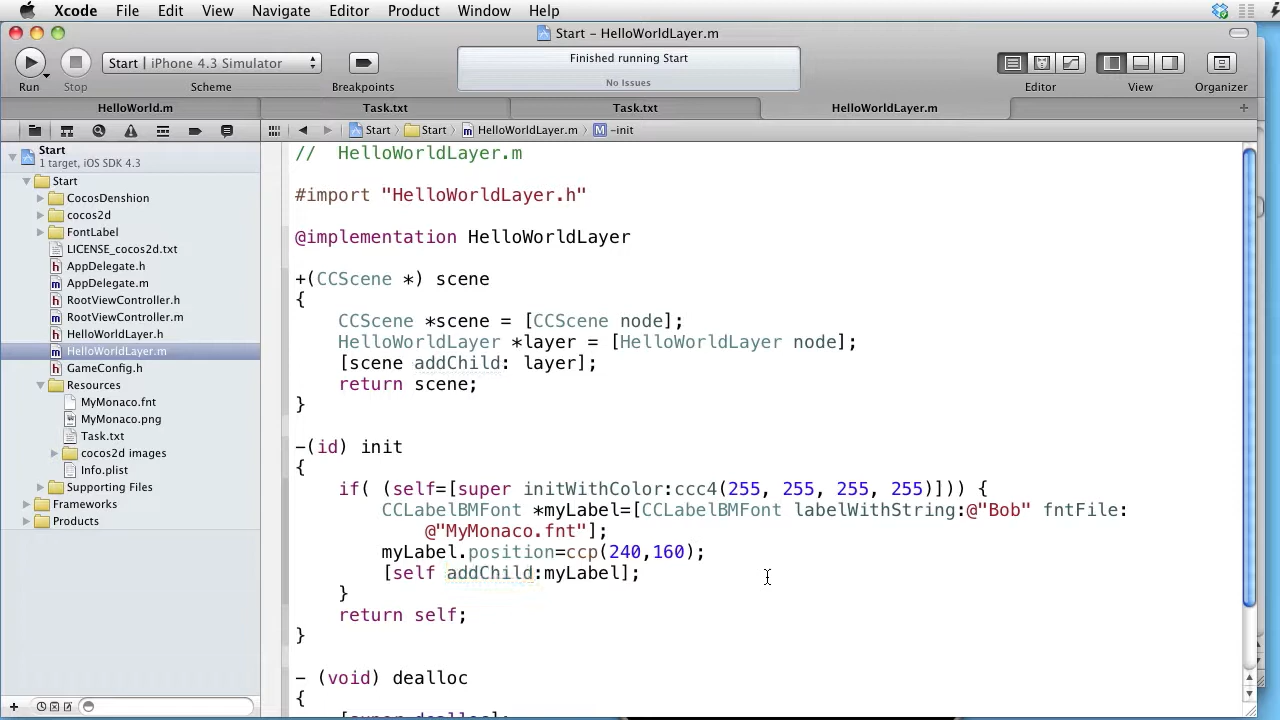 Xcode File Edit View Navigate Editor Product Window Help
Start – HelloWorldLayer.m
Start | iPhone 4.3 Simulator
Finished running Start
No Issues
Run Stop Scheme Breakpoints Editor View Organizer
HelloWorld.m Task.txt Task.txt HelloWorldLayer.m
Start Start HelloWorldLayer.m M -init
Start
1 target, iOS SDK 4.3
Start
CocosDenshion
cocos2d
FontLabel
LICENSE_cocos2d.txt
h AppDelegate.h
m AppDelegate.m
h RootViewController.h
m RootViewController.m
h HelloWorldLayer.h
m HelloWorldLayer.m
h GameConfig.h
Resources
MyMonaco.fnt
MyMonaco.png
Task.txt
cocos2d images
Info.plist
Supporting Files
Frameworks
Products
// HelloWorldLayer.m
#import "HelloWorldLayer.h"
@implementation HelloWorldLayer
+(CCScene *) scene
{
CCScene *scene = [CCScene node];
HelloWorldLayer *layer = [HelloWorldLayer node];
[scene addChild: layer];
return scene;
}
-(id) init
{
if( (self=[super initWithColor:ccc4(255, 255, 255, 255)])) {
CCLabelBMFont *myLabel=[CCLabelBMFont labelWithString:@"Bob" fntFile:
@"MyMonaco.fnt"];
myLabel.position=ccp(240,160);
[self addChild:myLabel];
}
return self;
}
- (void) dealloc
{
[super dealloc];